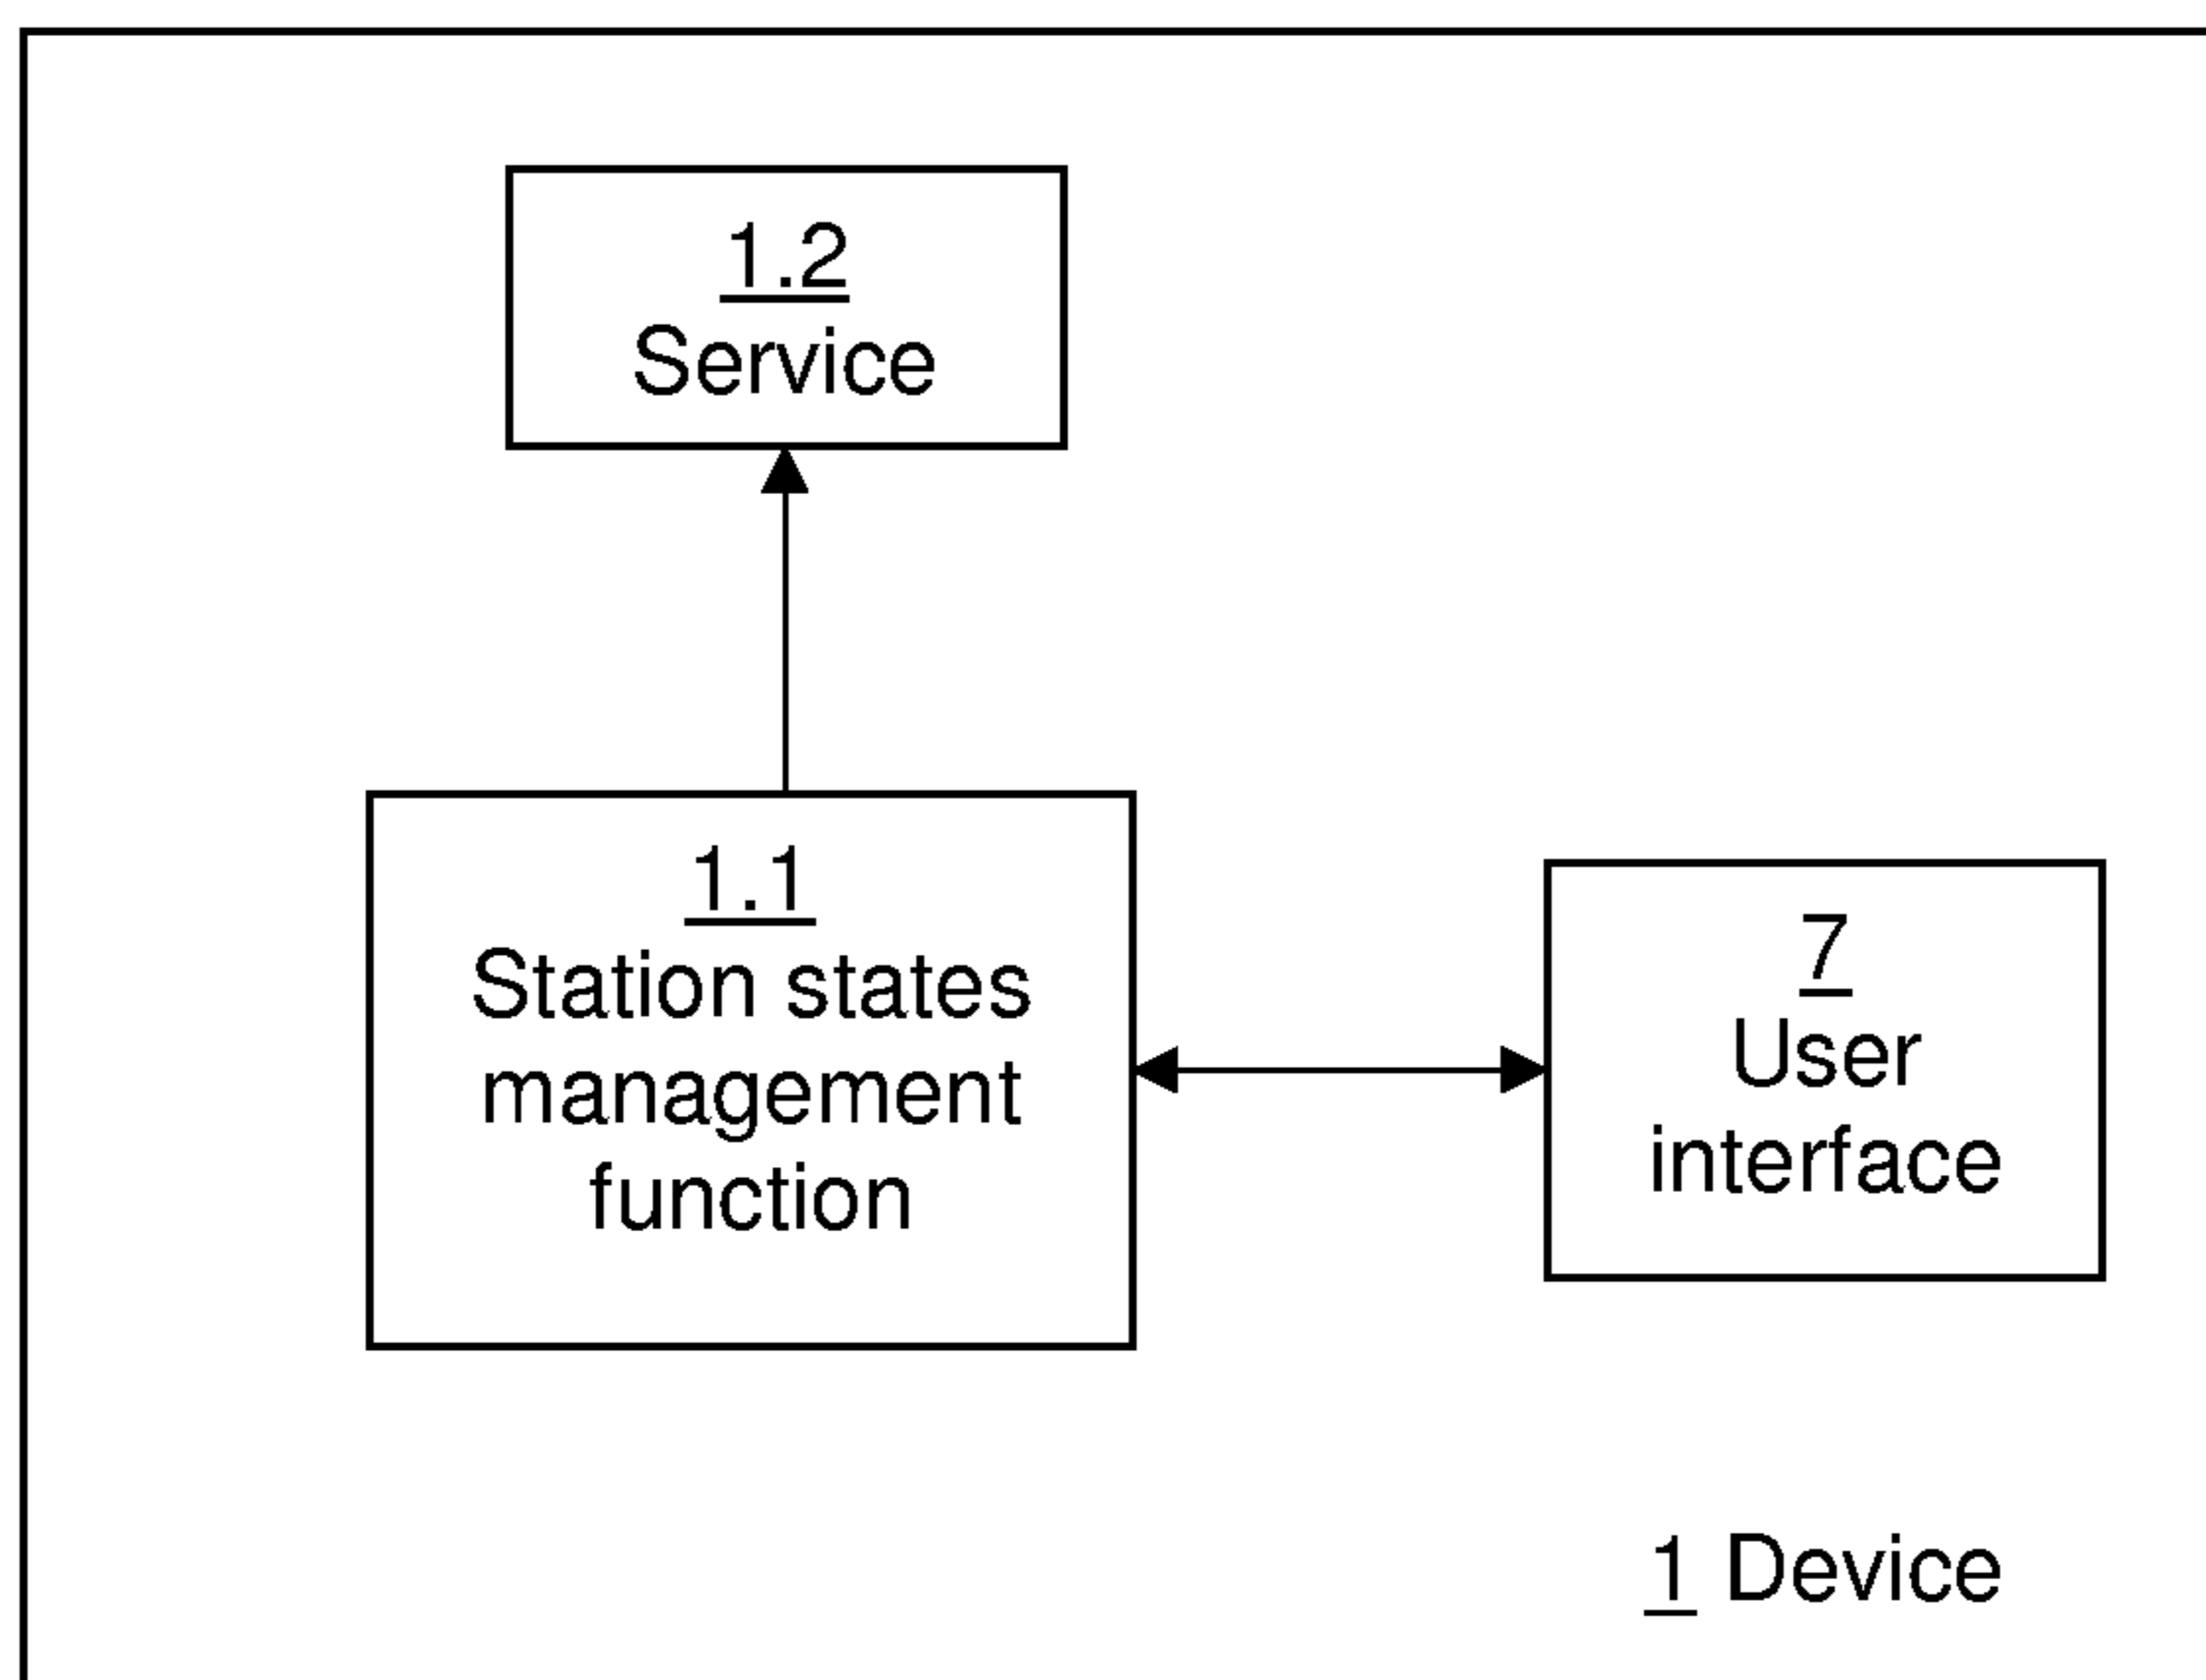 1.2
Service
1.1
Station states
management
function
7
User
interface
1 Device